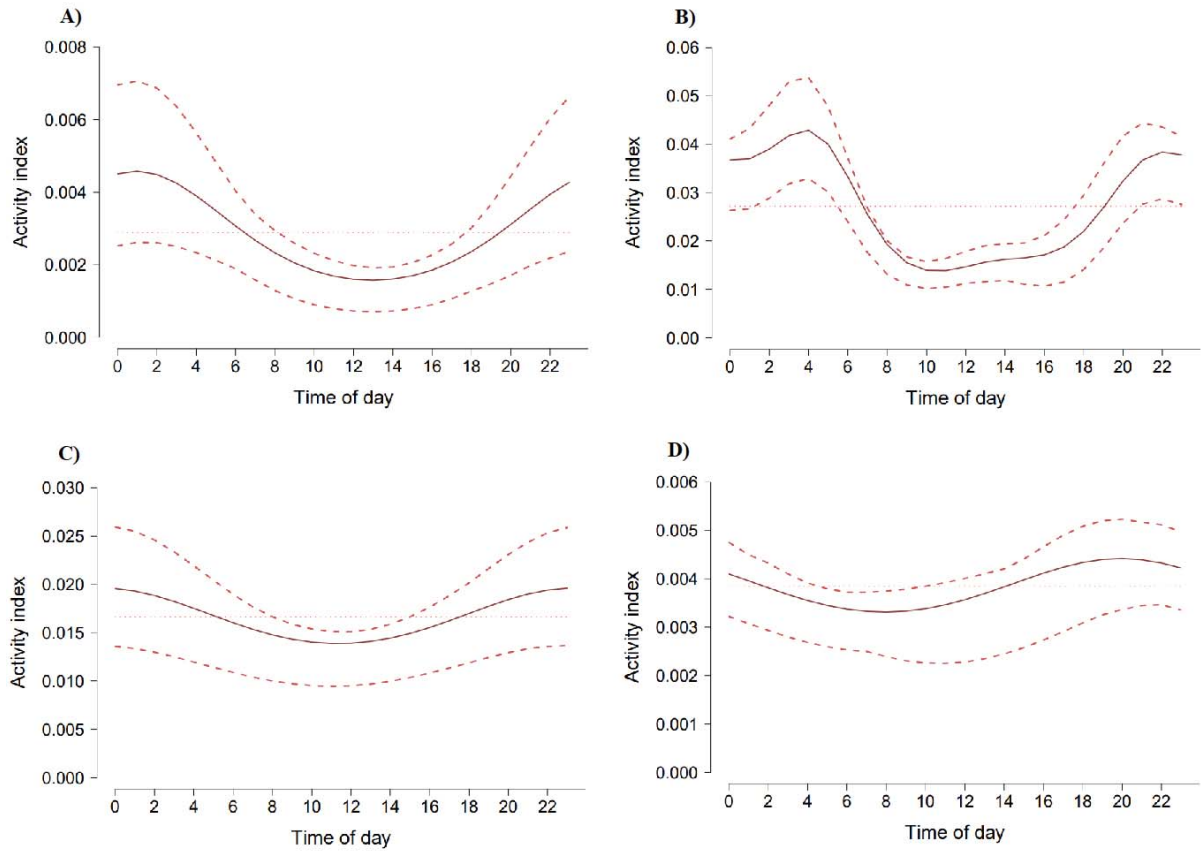 A)
0.008
0.006
0.004
0.002
0.000
Activity index
0 2 4 6 8 10 12 14 16 18 20 22
Time of day
B)
0.06
0.05
0.04
0.03
0.02
0.01
0.00
Activity index
0 2 4 6 8 10 12 14 16 18 20 22
Time of day
C)
0.030
0.025
0.020
0.015
0.010
0.005
0.000
Activity index
0 2 4 6 8 10 12 14 16 18 20 22
Time of day
D)
0.006
0.005
0.004
0.003
0.002
0.001
0.000
Activity index
0 2 4 6 8 10 12 14 16 18 20 22
Time of day